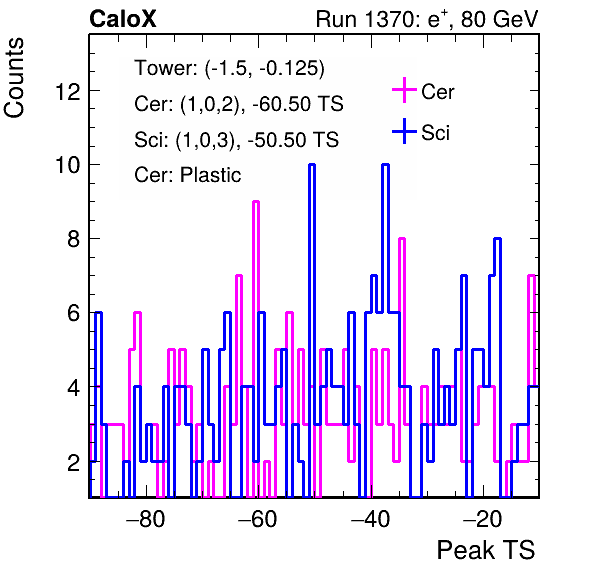 CaloX Run 1370: e⁺, 80 GeV
Counts
Tower: (-1.5, -0.125)
Cer: (1,0,2), -60.50 TS
Sci: (1,0,3), -50.50 TS
Cer: Plastic
Cer
Sci
12
10
8
6
4
2
−80 −60 −40 −20
Peak TS